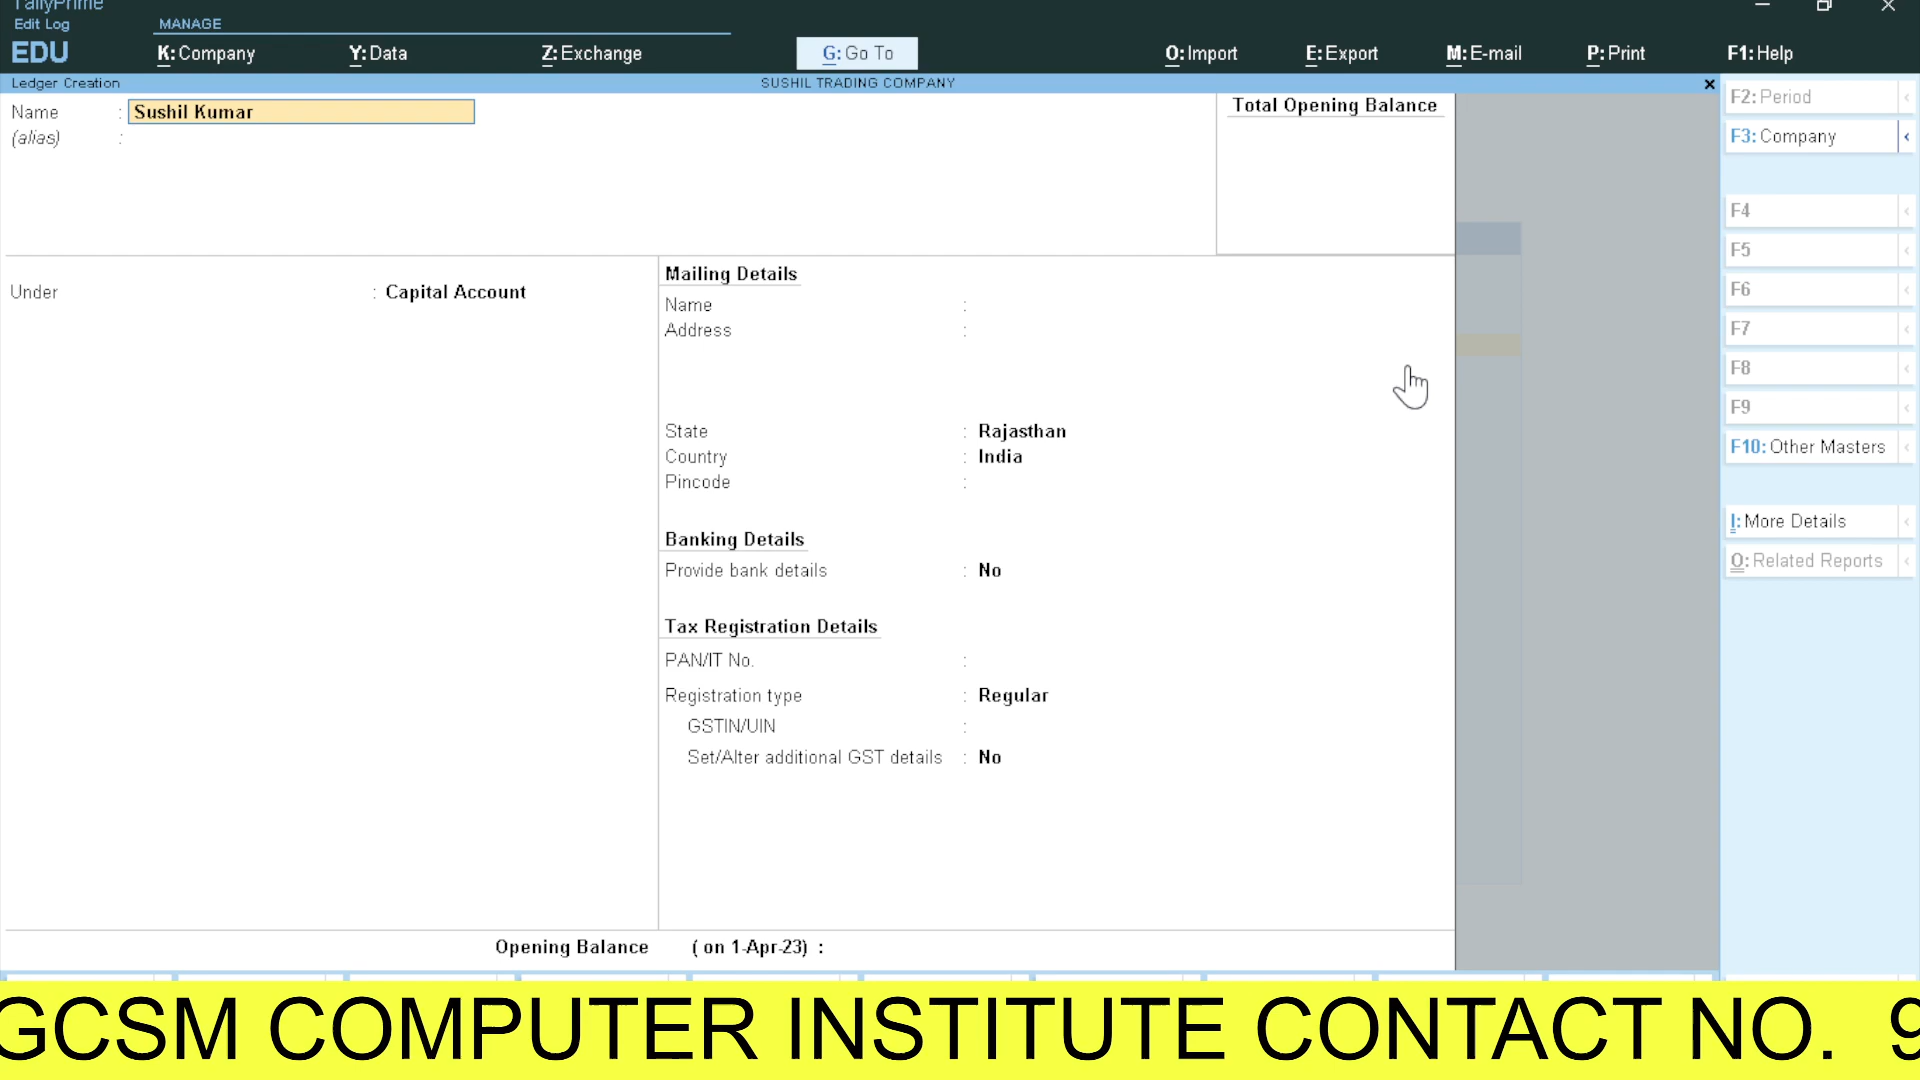 TallyPrime
Edit Log
EDU
MANAGE
K: Company
Y: Data
Z: Exchange
G: Go To
O: Import
E: Export
M: E-mail
P: Print
F1: Help
Ledger Creation
SUSHIL TRADING COMPANY
Name : Sushil Kumar
(alias) :
Total Opening Balance
Under : Capital Account
Mailing Details
Name :
Address :
State : Rajasthan
Country : India
Pincode :
Banking Details
Provide bank details : No
Tax Registration Details
PAN/IT No. :
Registration type : Regular
GSTIN/UIN :
Set/Alter additional GST details : No
Opening Balance ( on 1-Apr-23) :
F2: Period
F3: Company
F4
F5
F6
F7
F8
F9
F10: Other Masters
I: More Details
O: Related Reports
GCSM COMPUTER INSTITUTE CONTACT NO. 9